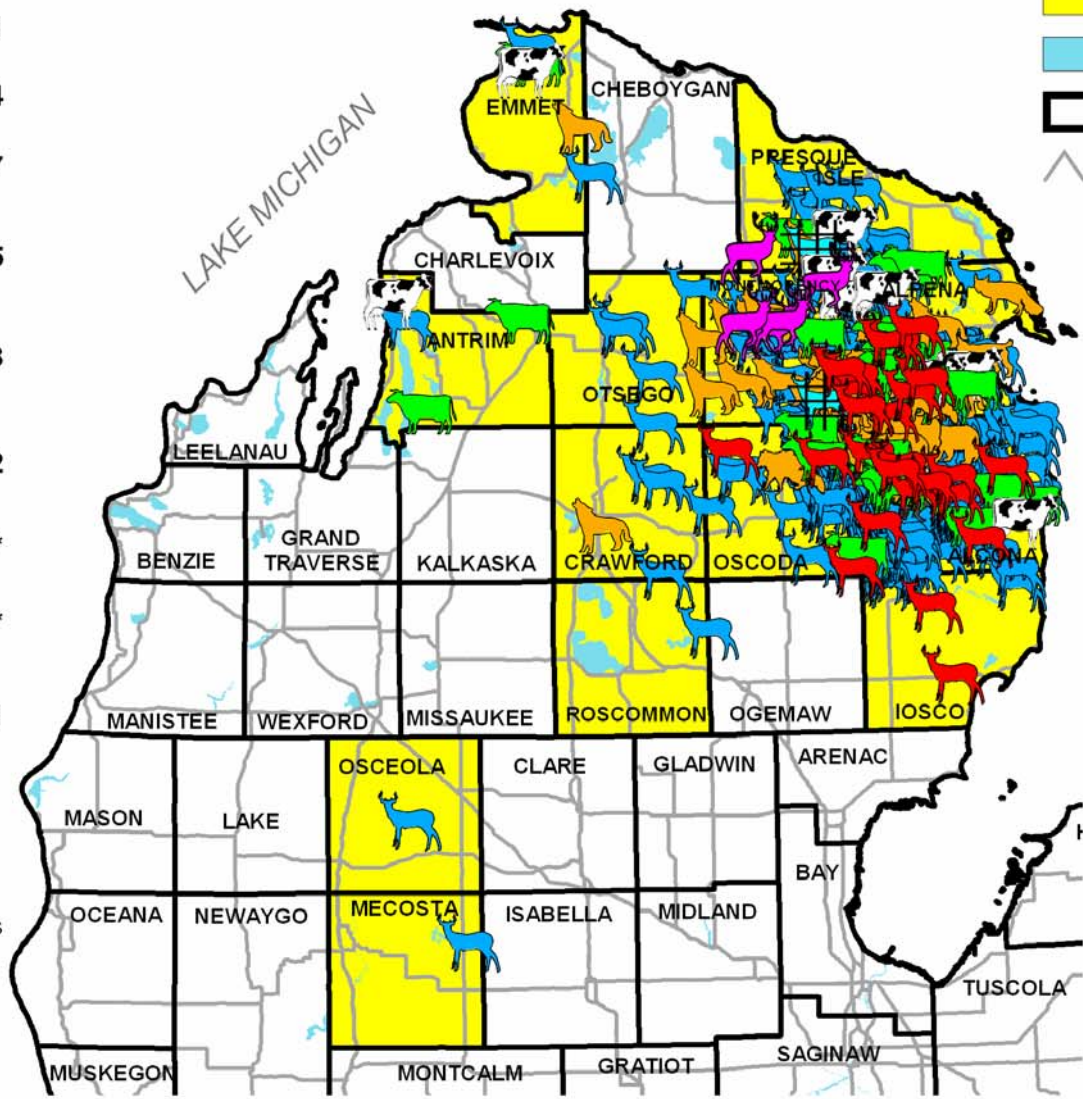 CHEBOYGAN
EMMET
LAKE MICHIGAN
PRESQUE
ISLE
CHARLEVOIX
MONTMORENCY
ALPENA
ANTRIM
OTSEGO
LEELANAU
BENZIE
GRAND
TRAVERSE
KALKASKA
CRAWFORD
OSCODA
ALCONA
MANISTEE
WEXFORD
MISSAUKEE
ROSCOMMON
OGEMAW
IOSCO
OSCEOLA
CLARE
GLADWIN
ARENAC
MASON
LAKE
BAY
OCEANA
NEWAYGO
MECOSTA
ISABELLA
MIDLAND
TUSCOLA
MUSKEGON
MONTCALM
GRATIOT
SAGINAW